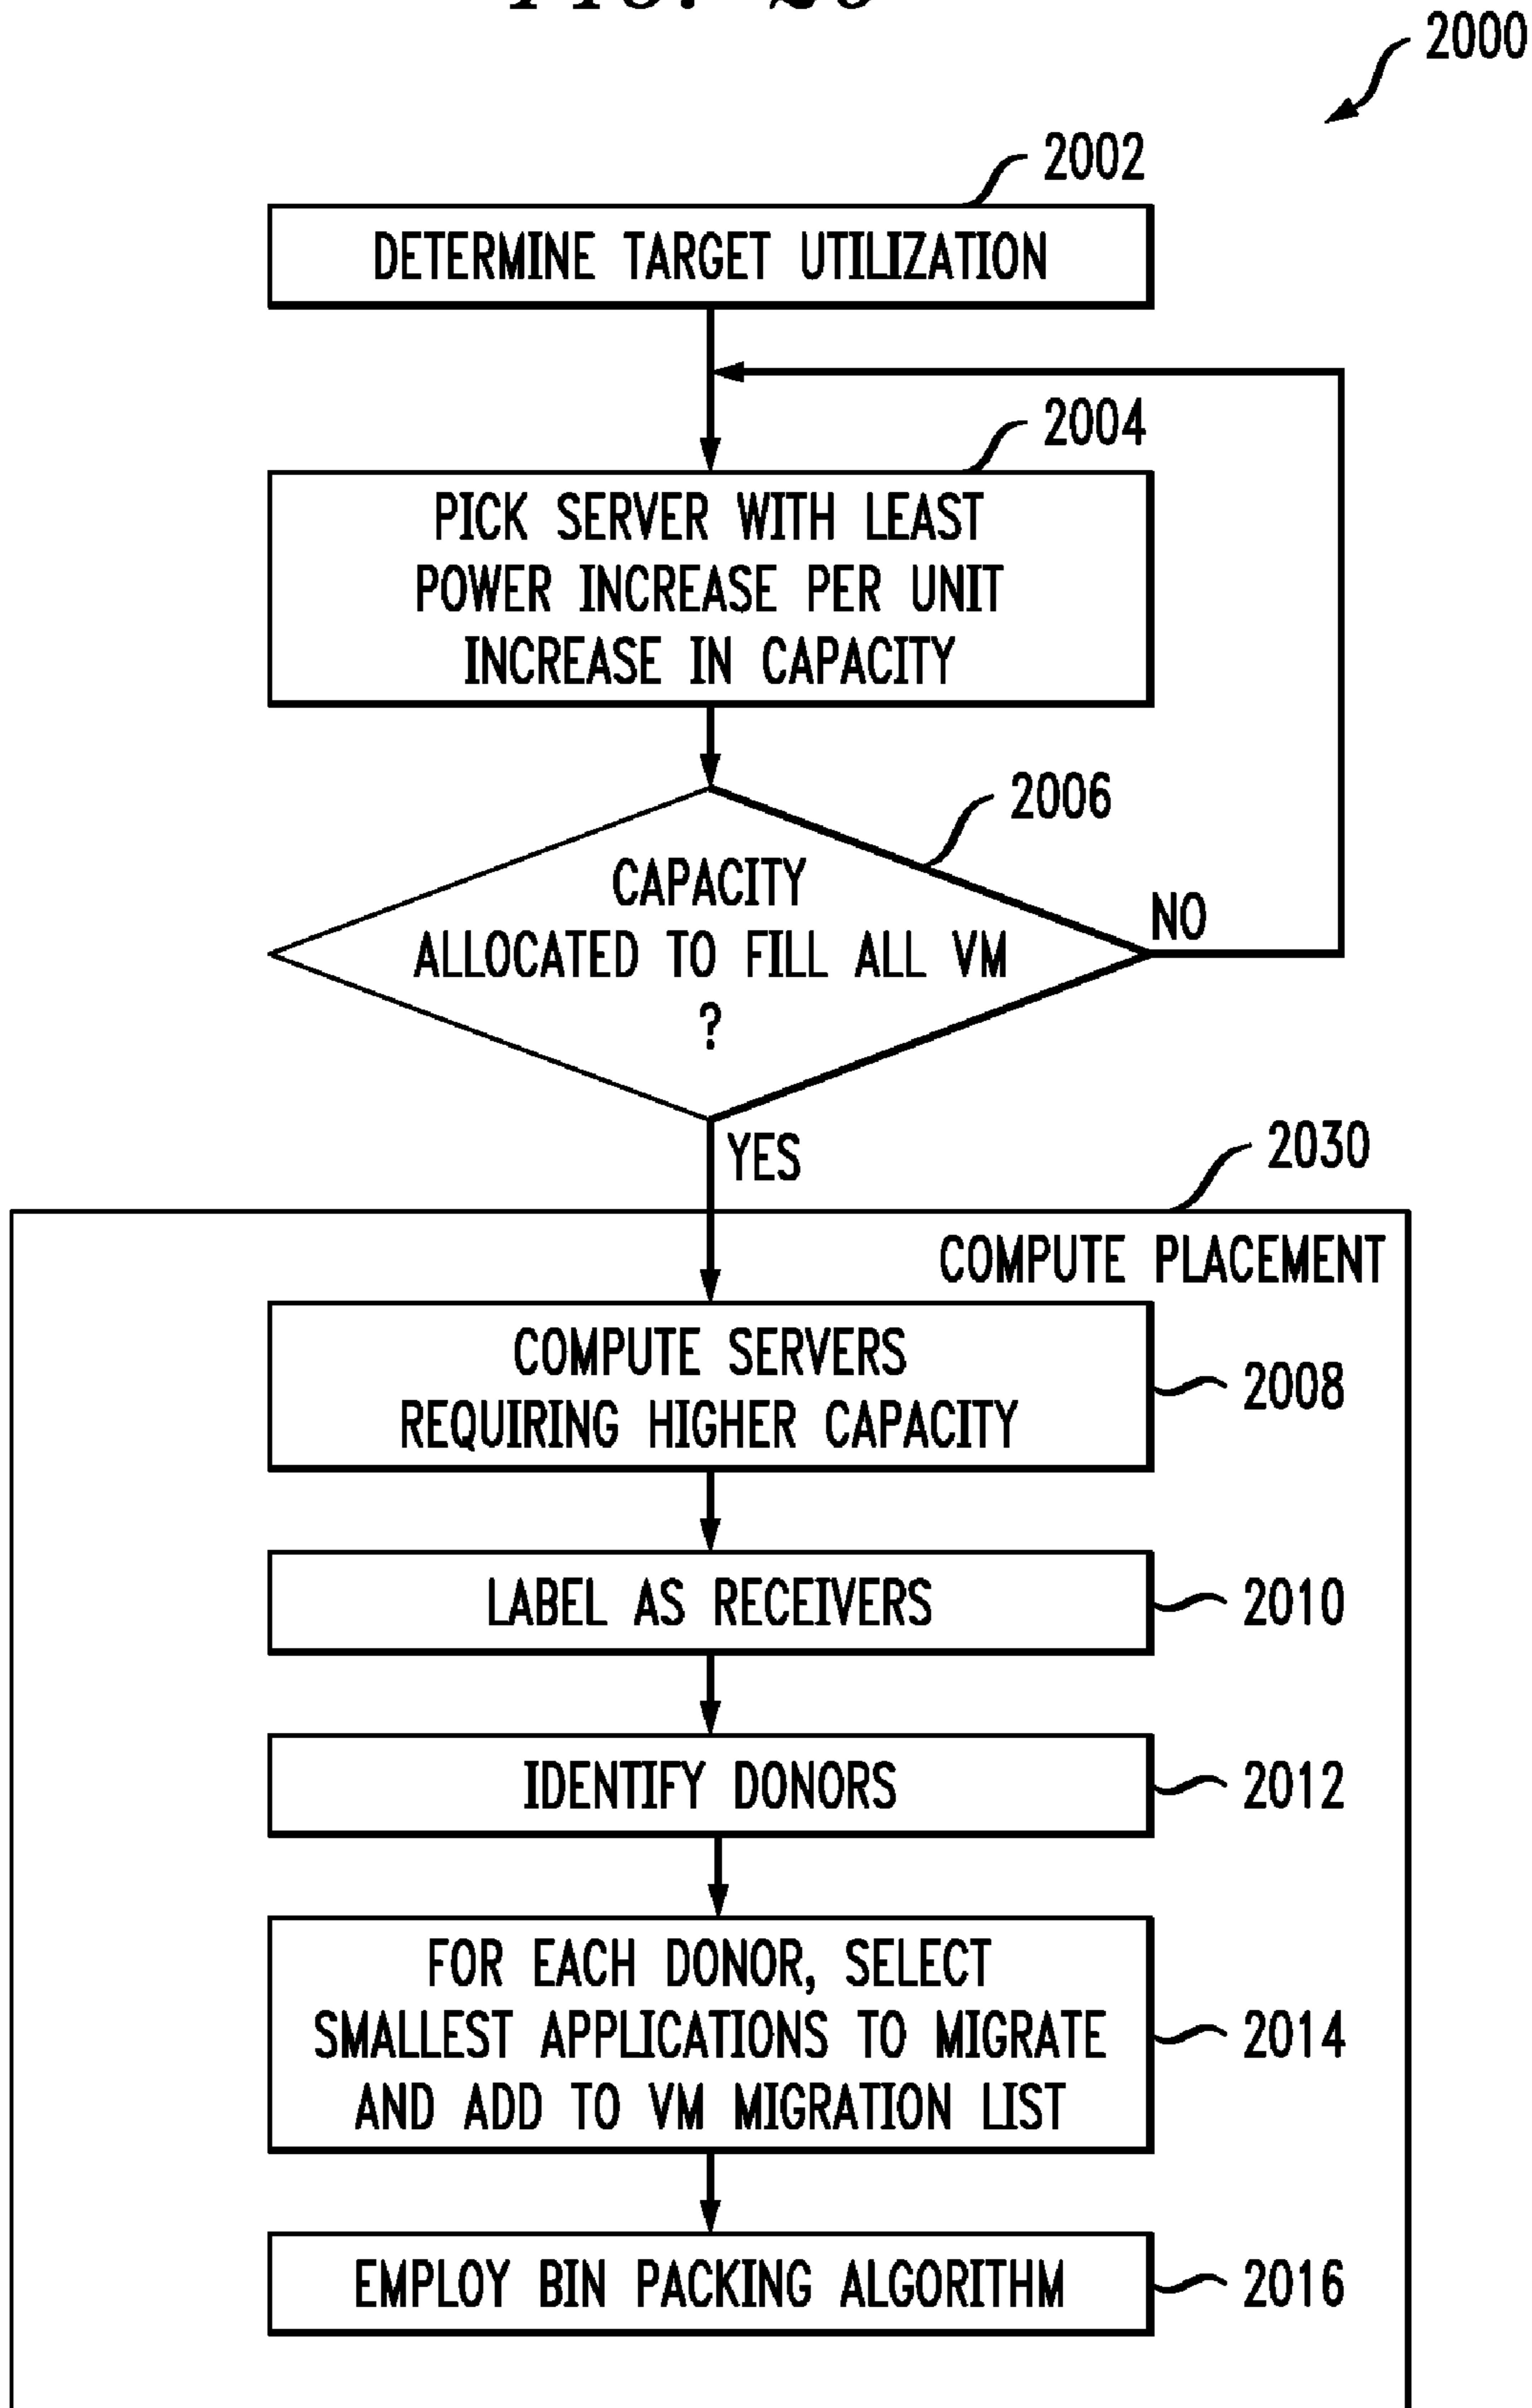 2000
2002
DETERMINE TARGET UTILIZATION
2004
PICK SERVER WITH LEAST
POWER INCREASE PER UNIT
INCREASE IN CAPACITY
2006
CAPACITY
ALLOCATED TO FILL ALL VM
?
NO
YES
2030
COMPUTE PLACEMENT
COMPUTE SERVERS
REQUIRING HIGHER CAPACITY
2008
LABEL AS RECEIVERS
2010
IDENTIFY DONORS
2012
FOR EACH DONOR, SELECT
SMALLEST APPLICATIONS TO MIGRATE
AND ADD TO VM MIGRATION LIST
2014
EMPLOY BIN PACKING ALGORITHM
2016